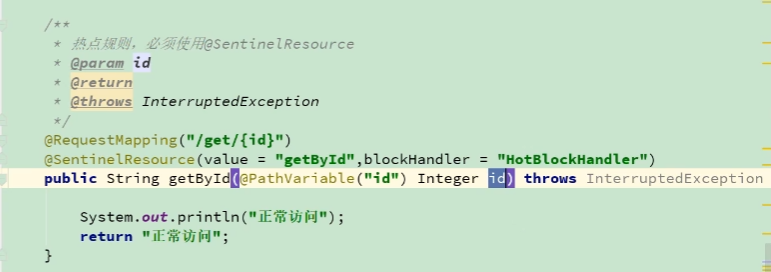 /**
 * 热点规则，必须使用@SentinelResource
 * @param id
 * @return
 * @throws InterruptedException
 */
@RequestMapping("/get/{id}")
@SentinelResource(value = "getById",blockHandler = "HotBlockHandler")
public String getById(@PathVariable("id") Integer id) throws InterruptedException
    System.out.println("正常访问");
    return "正常访问";
}